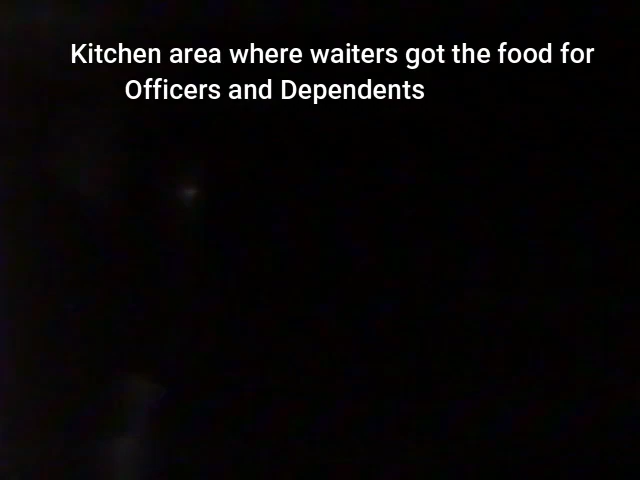 Kitchen area where waiters got the food for
Officers and Dependents